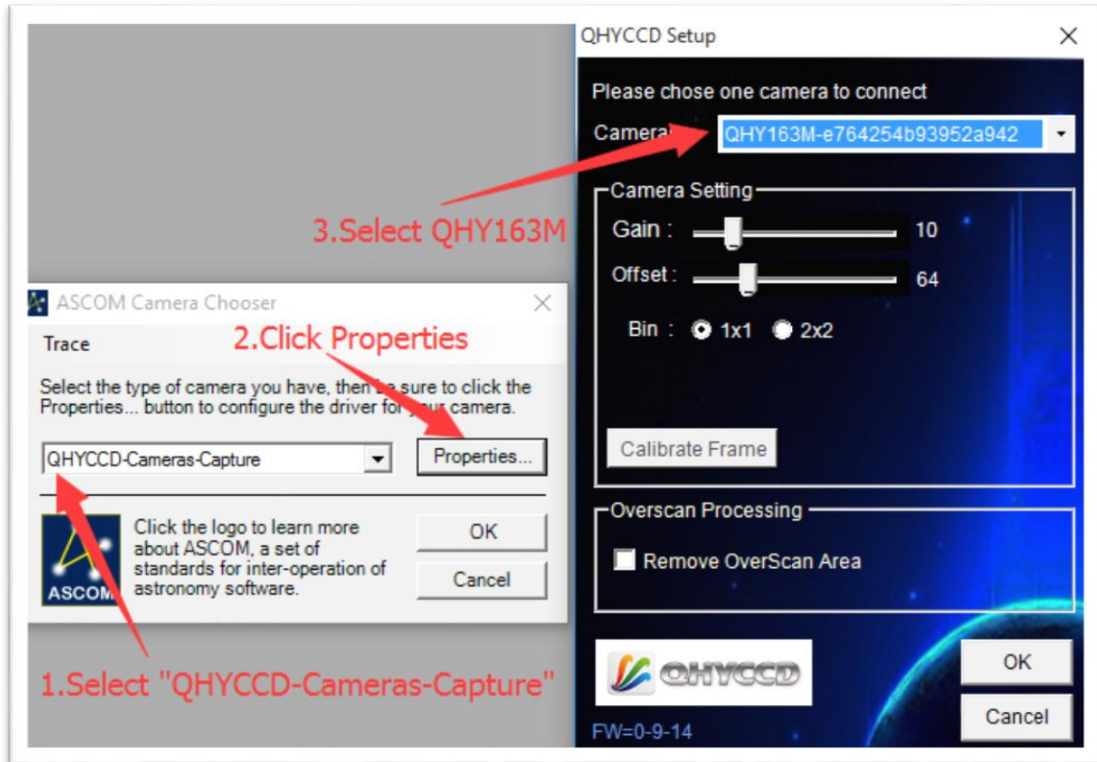 QHYCCD Setup
Please chose one camera to connect
Camera
QHY163M-e764254b93952a942
Camera Setting
Gain :
10
Offset :
64
Bin :
1x1
2x2
Calibrate Frame
Overscan Processing
Remove OverScan Area
QHYCCD
OK
Cancel
FW=0-9-14
3.Select QHY163M
ASCOM Camera Chooser
Trace
2.Click Properties
Select the type of camera you have, then be sure to click the
Properties... button to configure the driver for your camera.
QHYCCD-Cameras-Capture
Properties...
ASCOM
Click the logo to learn more
about ASCOM, a set of
standards for inter-operation of
astronomy software.
OK
Cancel
1.Select "QHYCCD-Cameras-Capture"